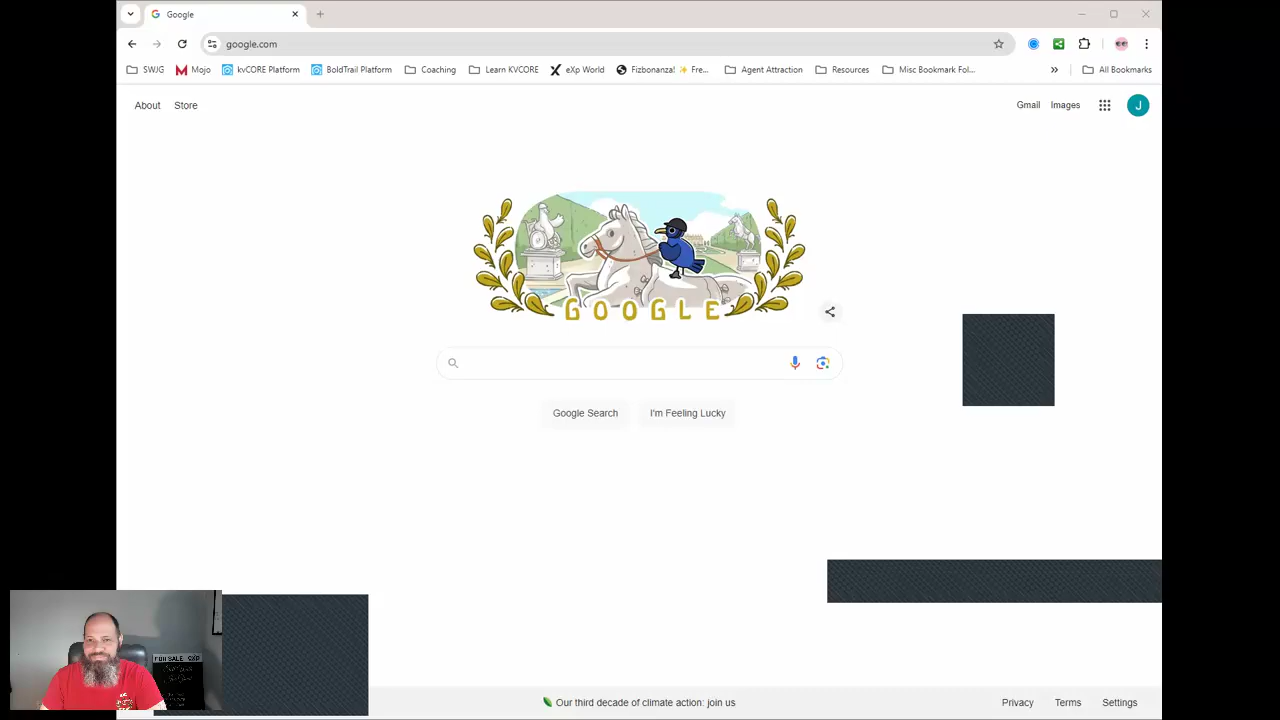 Google
google.com
SWJG
Mojo
kvCORE Platform
BoldTrail Platform
Coaching
Learn KVCORE
eXp World
Fizbonanza! ✨ Fre...
Agent Attraction
Resources
Misc Bookmark Fol...
All Bookmarks
About Store
Gmail Images J
GOOGLE
Google Search I'm Feeling Lucky
FOR SALE EXP
Our third decade of climate action: join us
Privacy Terms Settings